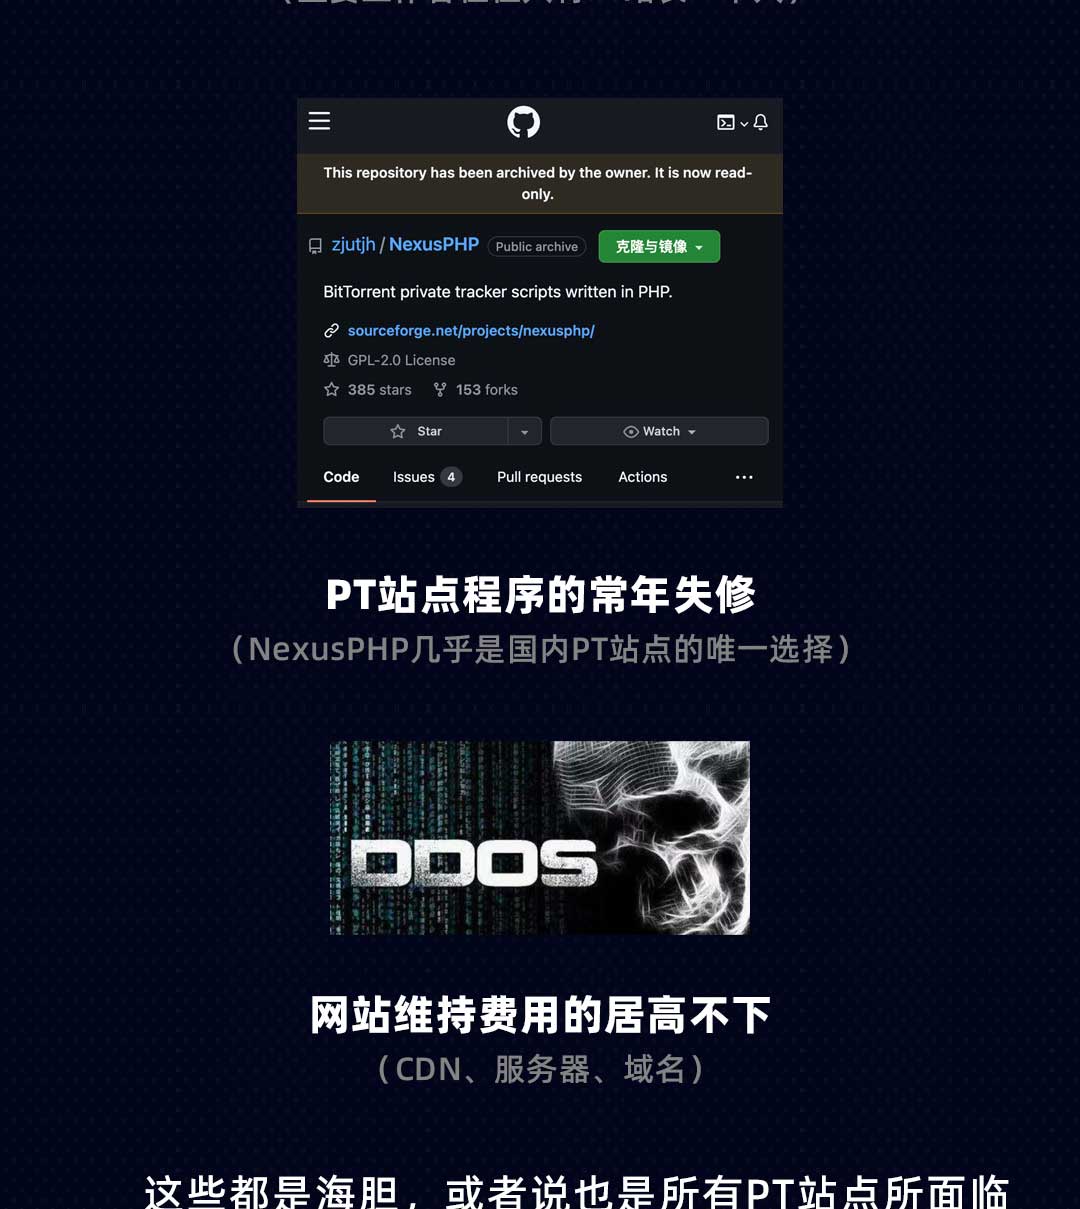 This repository has been archived by the owner. It is now read-
only.
zjutjh / NexusPHP Public archive 克隆与镜像
BitTorrent private tracker scripts written in PHP.
sourceforge.net/projects/nexusphp/
GPL-2.0 License
385 stars 153 forks
Star Watch
Code Issues 4 Pull requests Actions
PT站点程序的常年失修
（NexusPHP几乎是国内PT站点的唯一选择）
DDOS
网站维持费用的居高不下
（CDN、服务器、域名）
这些都是海胆，或者说也是所有PT站点所面临